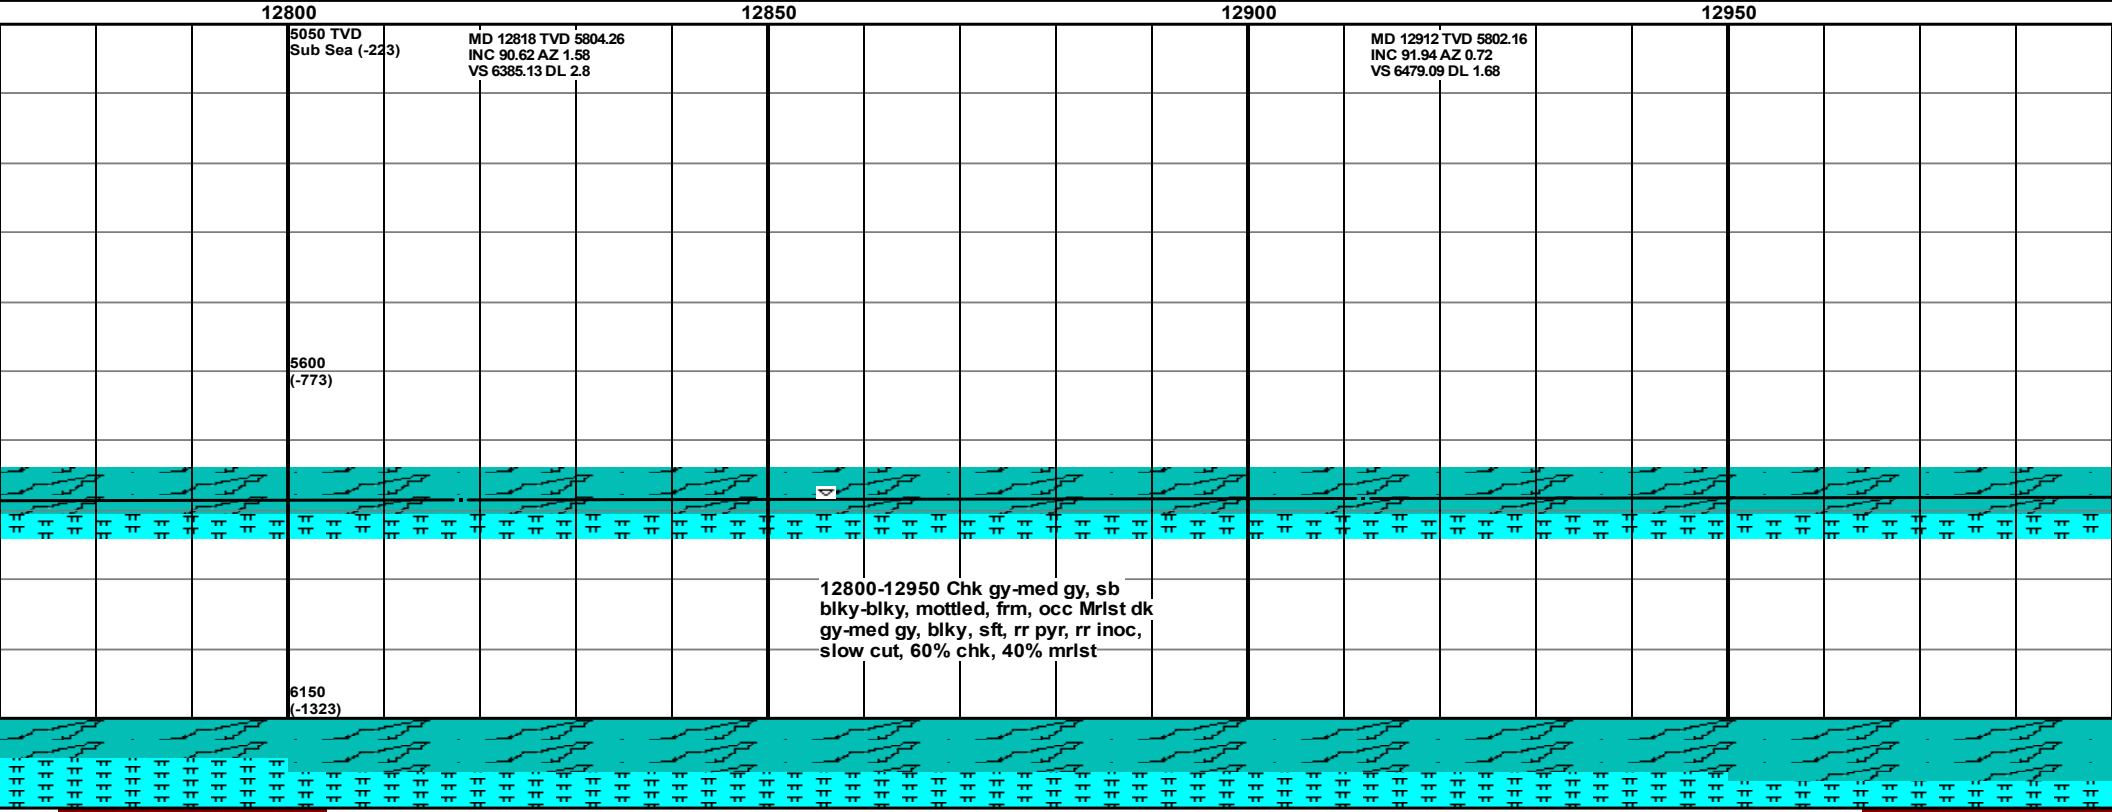 12800 12850 12900 12950
5050 TVD
Sub Sea (-223)
MD 12818 TVD 5804.26
INC 90.62 AZ 1.58
VS 6385.13 DL 2.8
MD 12912 TVD 5802.16
INC 91.94 AZ 0.72
VS 6479.09 DL 1.68
5600
(-773)
12800-12950 Chk gy-med gy, sb
blky-blky, mottled, frm, occ Mrlst dk
gy-med gy, blky, sft, rr pyr, rr inoc,
slow cut, 60% chk, 40% mrlst
6150
(-1323)